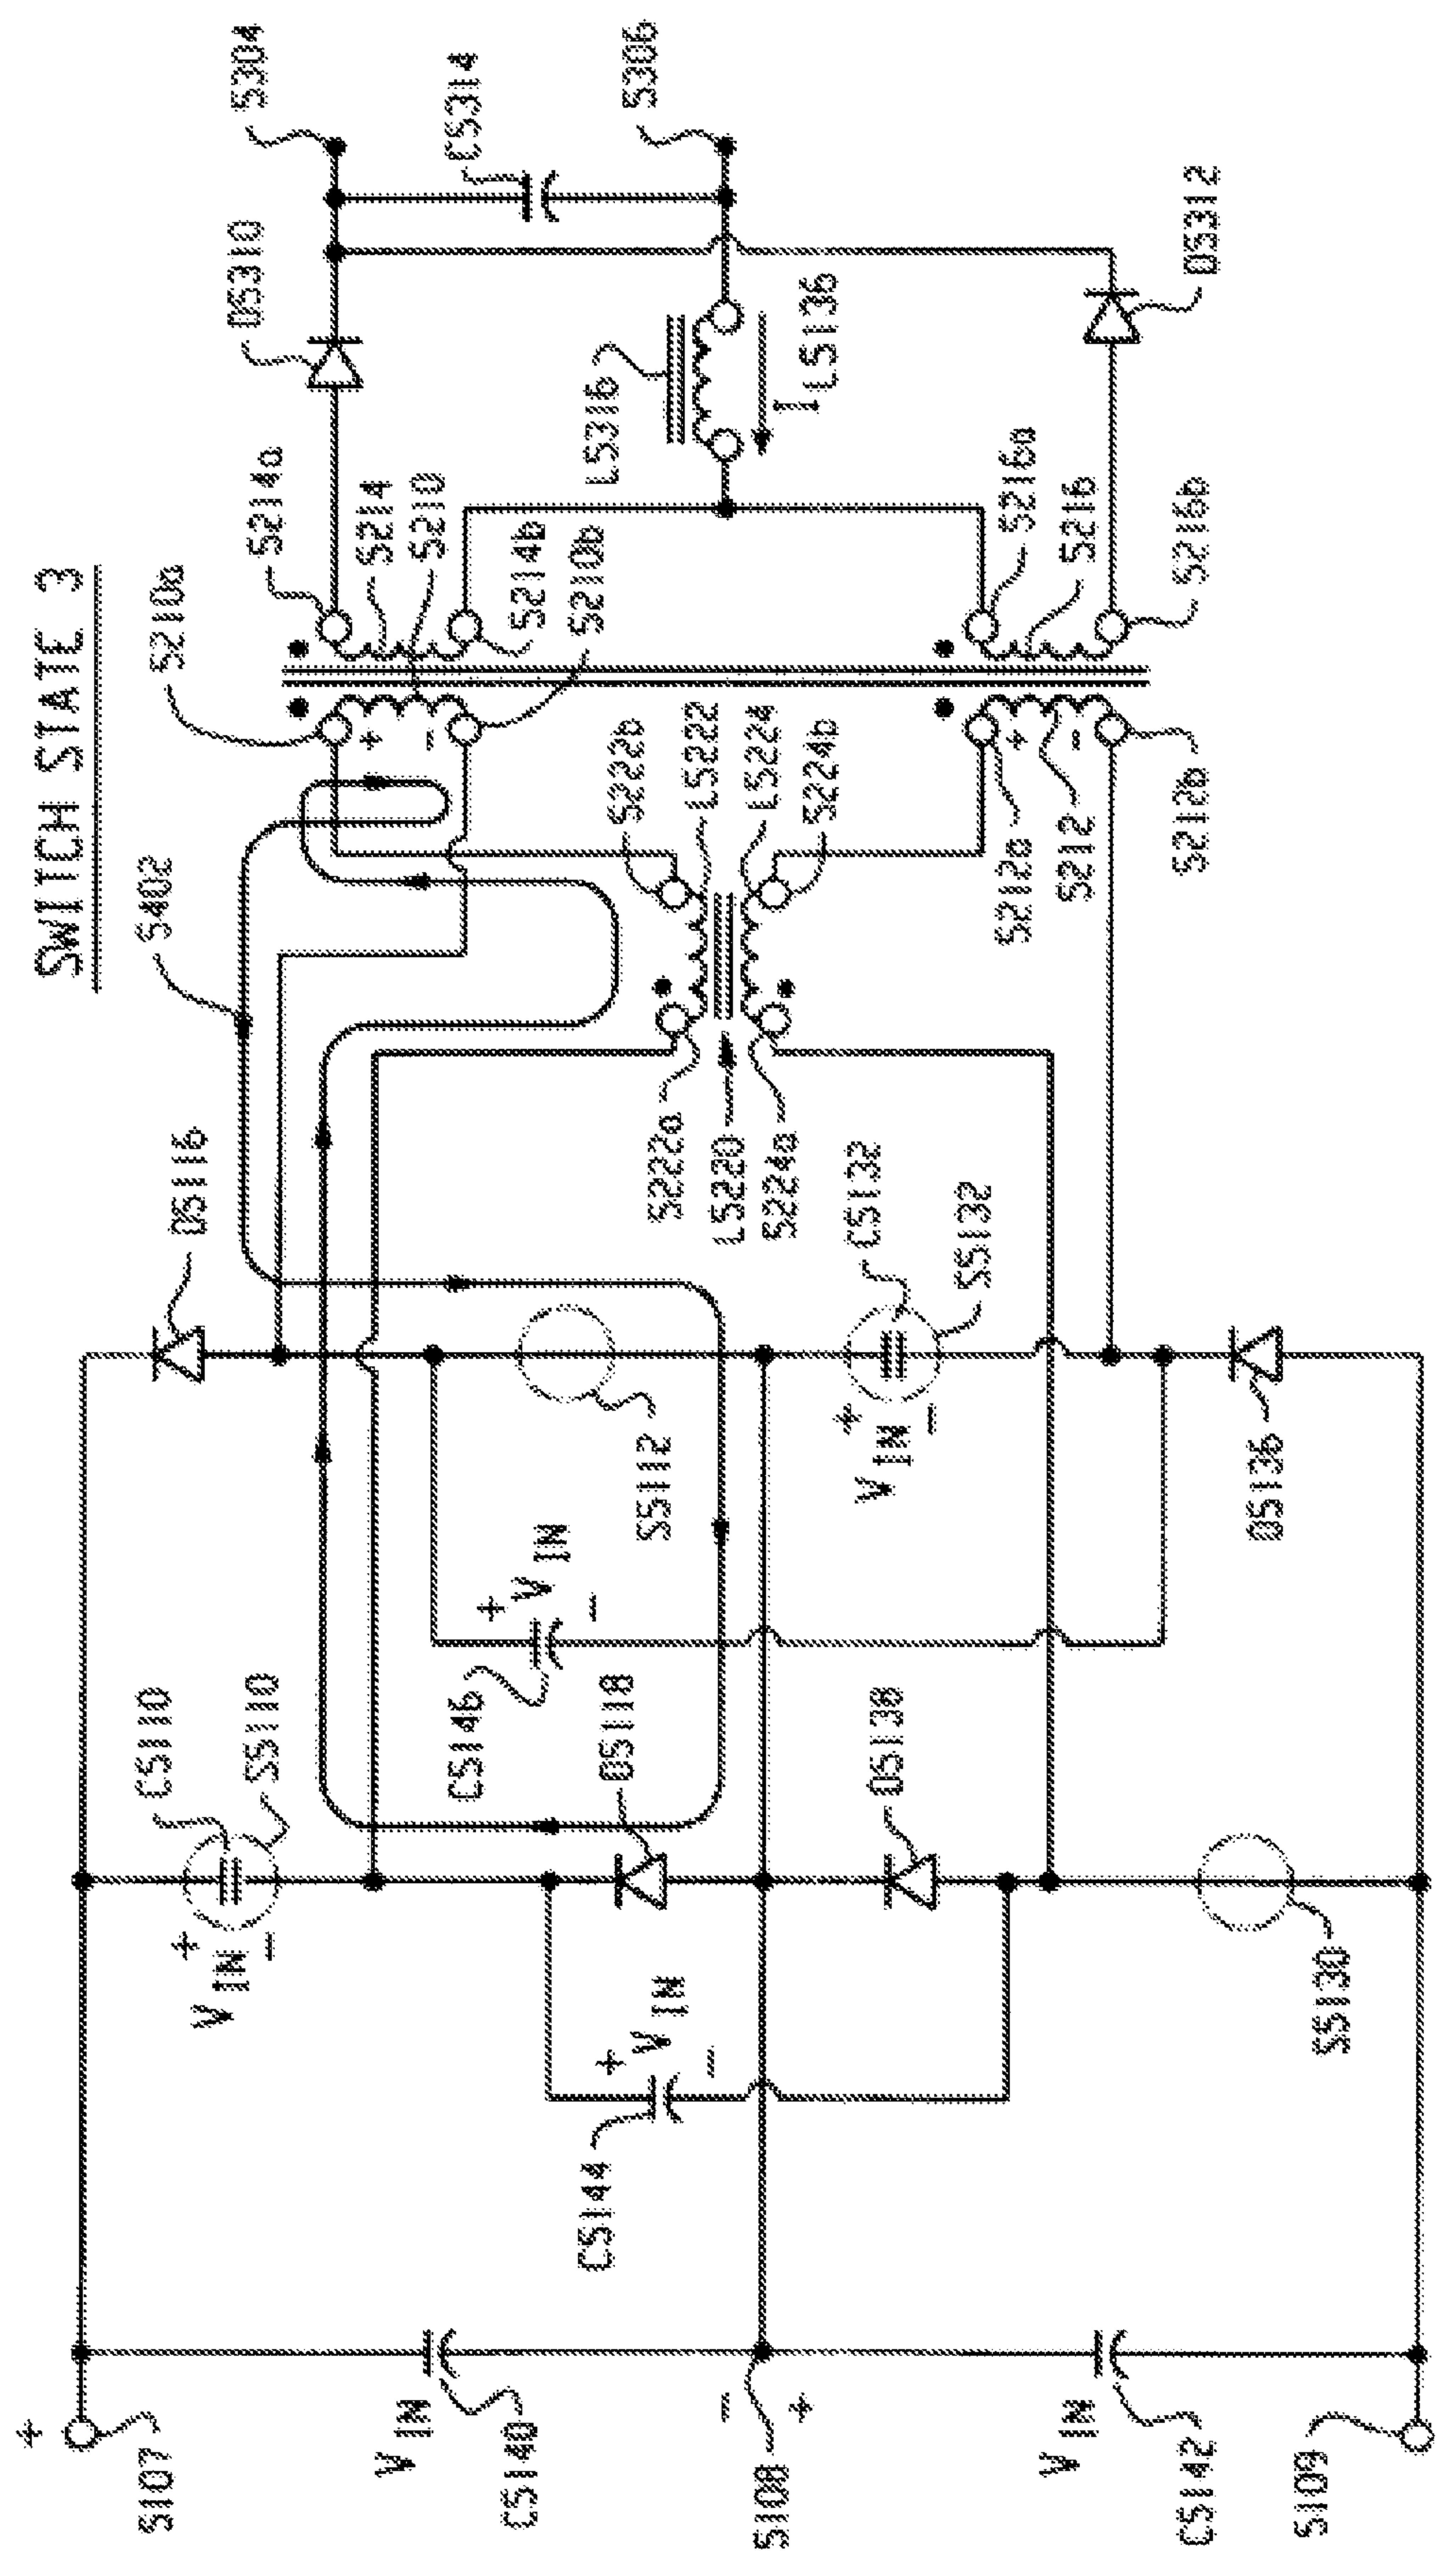 SWITCH STATE 3
5304
C5314
5306
D5310
D5312
L5316
I L5136
5214a
5214
5210
5214b
5210b
5216a
5216
5216b
5210a
+
-
5402
5222b
L5222
L5224
5224b
+
-
5212a
5212
5212b
D5116
5222a
L5220
5224a
C5132
S5132
+
V IN
-
S5112
D5136
+
V IN
-
C5146
C5110
S5110
D5118
D5138
+
V IN
-
S5130
+
V IN
-
C5144
+
5107
V IN
C5140
-
+
5108
V IN
C5142
5109
-